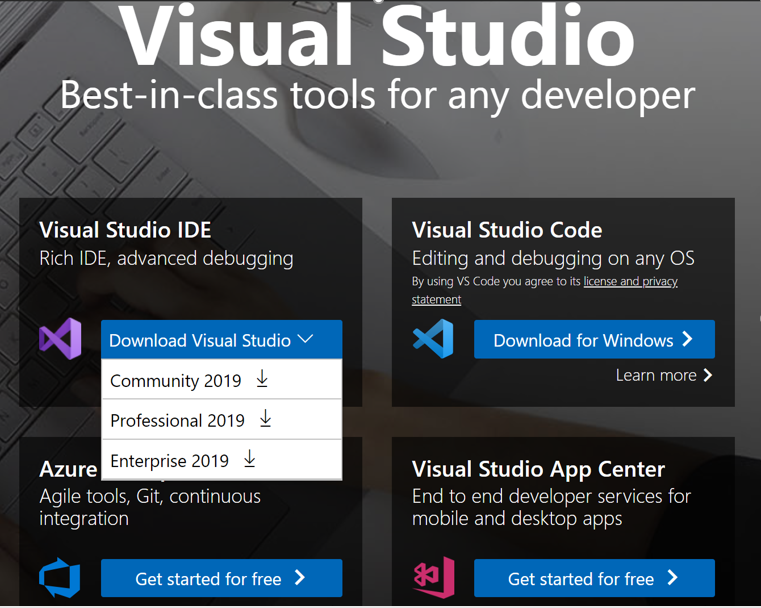 Visual Studio
Best-in-class tools for any developer
Visual Studio IDE
Rich IDE, advanced debugging
Download Visual Studio
Community 2019
Professional 2019
Enterprise 2019
Visual Studio Code
Editing and debugging on any OS
By using VS Code you agree to its license and privacy
statement
Download for Windows
Learn more
Azure
Agile tools, Git, continuous
integration
Get started for free
Visual Studio App Center
End to end developer services for
mobile and desktop apps
Get started for free